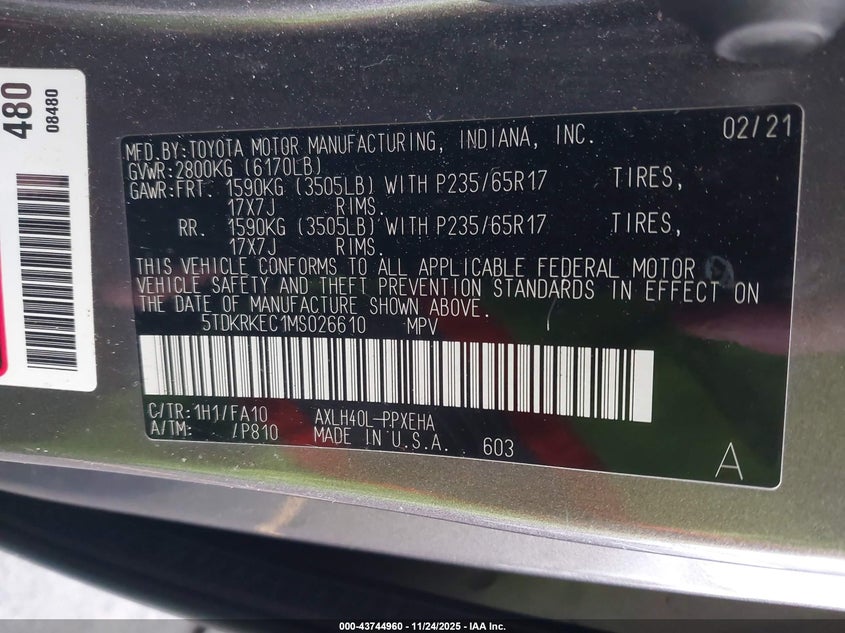 480
08480
02/21
MFD.BY:TOYOTA MOTOR MANUFACTURING, INDIANA, INC.
GVWR:2800KG (6170LB)
GAWR:FRT. 1590KG (3505LB) WITH P235/65R17 TIRES,
17X7J RIMS.
RR. 1590KG (3505LB) WITH P235/65R17 TIRES,
17X7J RIMS.
THIS VEHICLE CONFORMS TO ALL APPLICABLE FEDERAL MOTOR
VEHICLE SAFETY AND THEFT PREVENTION STANDARDS IN EFFECT ON
THE DATE OF MANUFACTURE SHOWN ABOVE.
5TDKRKEC1MS026610 MPV
C/TR:1H1/FA10 AXLH40L-PPXEHA
A/TM: /P810 MADE IN U.S.A. 603
A
000-43744960 - 11/24/2025 - IAA Inc.